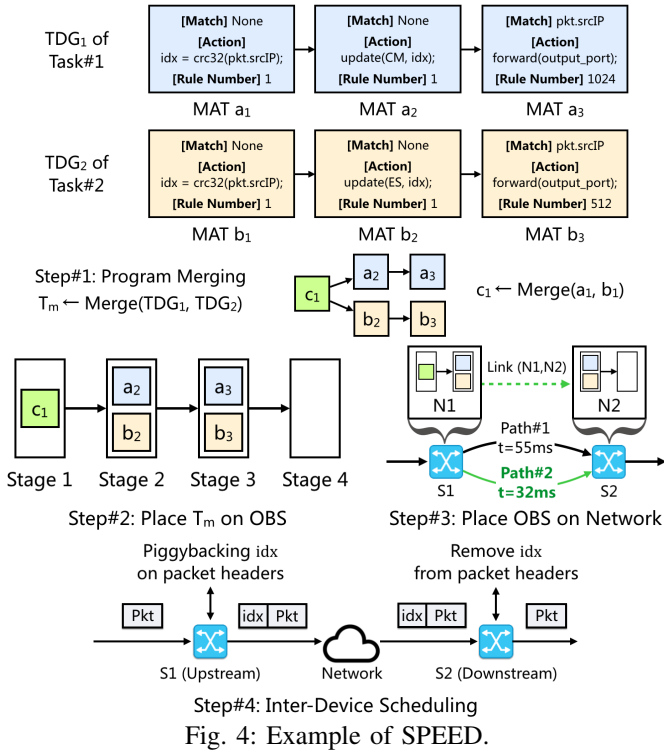 TDG₁ of
Task#1
[Match] None
[Action]
idx = crc32(pkt.srcIP);
[Rule Number] 1
MAT a₁
[Match] None
[Action]
update(CM, idx);
[Rule Number] 1
MAT a₂
[Match] pkt.srcIP
[Action]
forward(output_port);
[Rule Number] 1024
MAT a₃
TDG₂ of
Task#2
[Match] None
[Action]
idx = crc32(pkt.srcIP);
[Rule Number] 1
MAT b₁
[Match] None
[Action]
update(ES, idx);
[Rule Number] 1
MAT b₂
[Match] pkt.srcIP
[Action]
forward(output_port);
[Rule Number] 512
MAT b₃
Step#1: Program Merging
Tₘ ← Merge(TDG₁, TDG₂)
c₁
a₂
a₃
b₂
b₃
c₁ ← Merge(a₁, b₁)
c₁
a₂
b₂
a₃
b₃
Stage 1
Stage 2
Stage 3
Stage 4
Step#2: Place Tₘ on OBS
N1
Link (N1,N2)
N2
Path#1
t=55ms
Path#2
t=32ms
S1
S2
Step#3: Place OBS on Network
Piggybacking idx
on packet headers
Remove idx
from packet headers
Pkt
idx Pkt
idx Pkt
Pkt
S1 (Upstream)
Network
S2 (Downstream)
Step#4: Inter-Device Scheduling
Fig. 4: Example of SPEED.